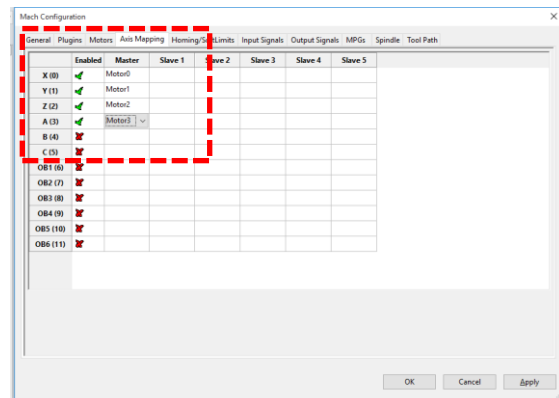 Mach Configuration
General Plugins Motors Axis Mapping Homing/SoftLimits Input Signals Output Signals MPGs Spindle Tool Path
Enabled Master Slave 1 Slave 2 Slave 3 Slave 4 Slave 5
X (0) Motor0
Y (1) Motor1
Z (2) Motor2
A (3) Motor3
B (4)
C (5)
OB1 (6)
OB2 (7)
OB3 (8)
OB4 (9)
OB5 (10)
OB6 (11)
OK Cancel Apply